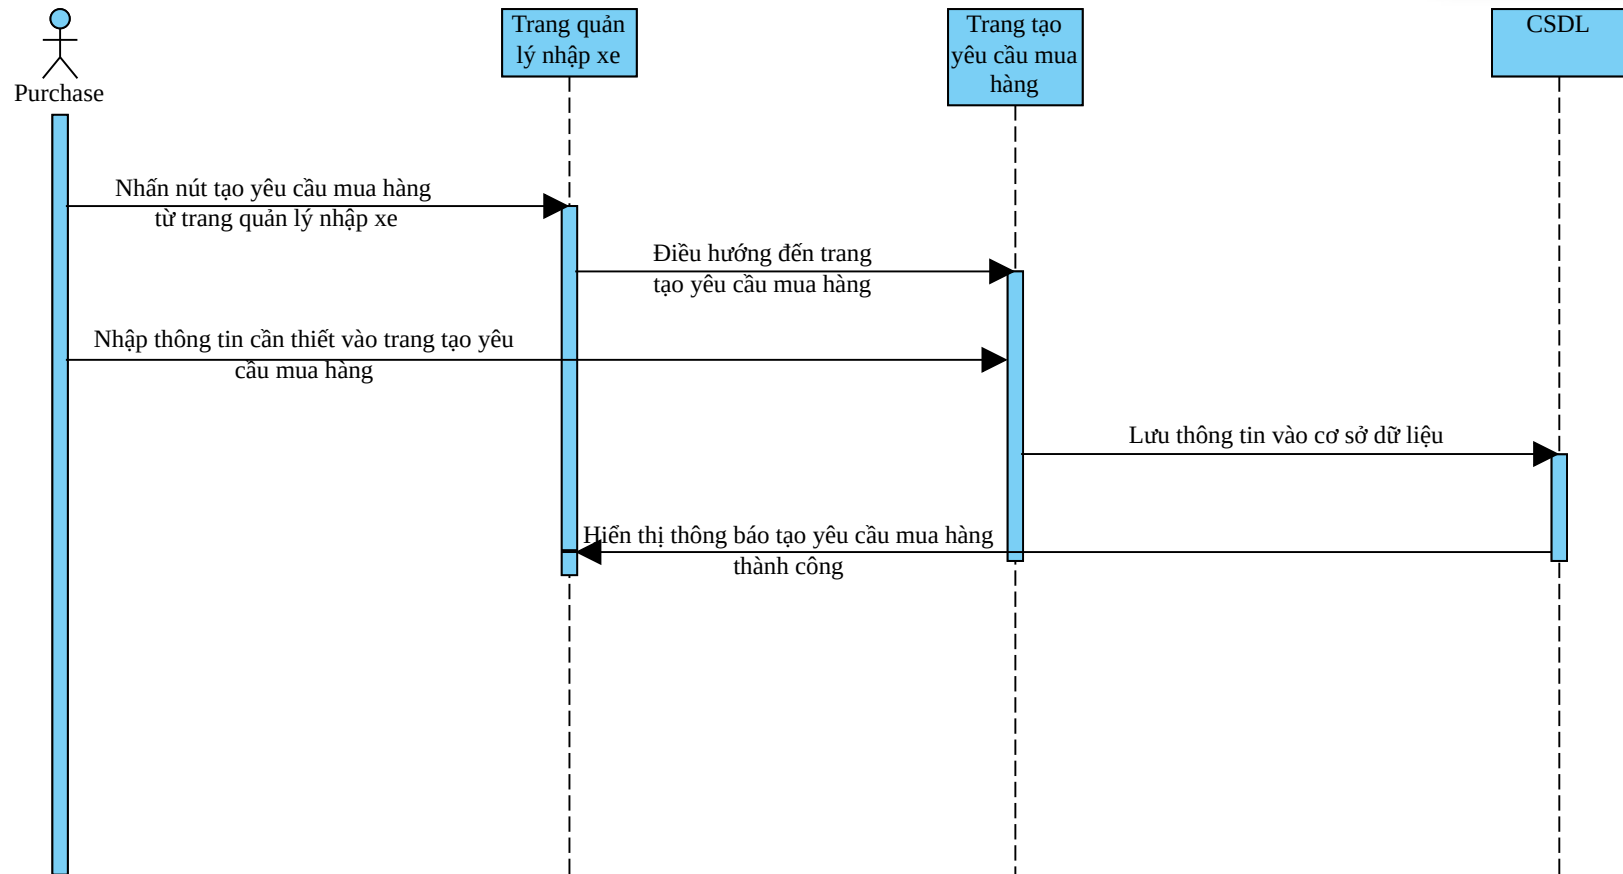 Purchase
Trang quản
lý nhập xe
Trang tạo
yêu cầu mua
hàng
CSDL
Nhấn nút tạo yêu cầu mua hàng
từ trang quản lý nhập xe
Điều hướng đến trang
tạo yêu cầu mua hàng
Nhập thông tin cần thiết vào trang tạo yêu
cầu mua hàng
Lưu thông tin vào cơ sở dữ liệu
Hiển thị thông báo tạo yêu cầu mua hàng
thành công